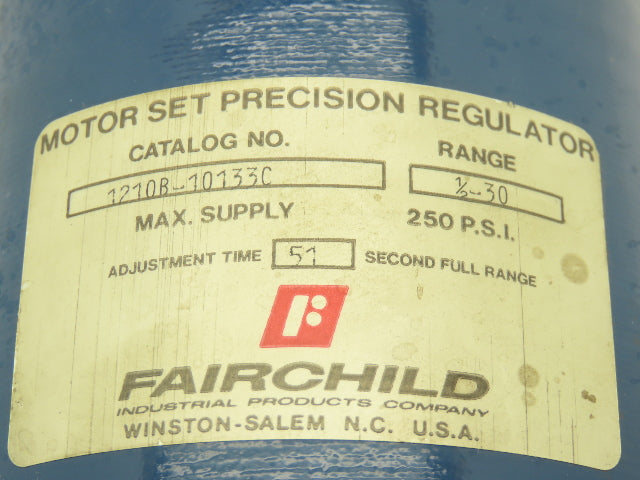 MOTOR SET PRECISION REGULATOR
CATALOG NO. RANGE
1210B-10133C ½-30
MAX. SUPPLY 250 P.S.I.
ADJUSTMENT TIME 51 SECOND FULL RANGE
FAIRCHILD
INDUSTRIAL PRODUCTS COMPANY
WINSTON-SALEM N.C. U.S.A.